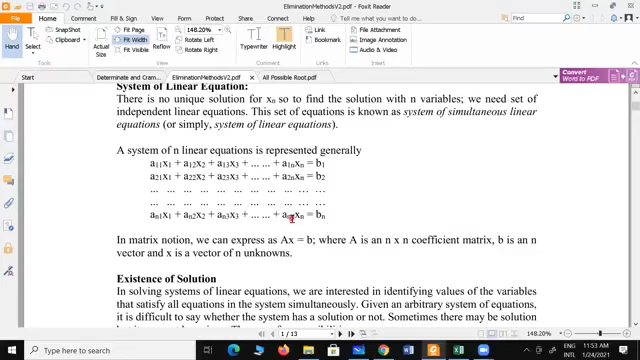 EliminationMethodsV2.pdf - Foxit Reader
File
Home
Comment
Fill & Sign
View
Form
Protect
Share
Help
Tell me what you want to do...
Find
Hand
Select
SnapShot
Clipboard
Actual
Size
Fit Page
Fit Width
Fit Visible
148.20%
Rotate Left
Rotate Right
Typewriter
Highlight
Link
Bookmark
File Attachment
Image Annotation
Audio & Video
Start
Determinate and Cram...
EliminationMethodsV2.pdf
All Possible Root.pdf
Convert
Word to PDF
System of Linear Equation:
There is no unique solution for xn so to find the solution with n variables; we need set of
independent linear equations. This set of equations is known as system of simultaneous linear
equations (or simply, system of linear equations).
A system of n linear equations is represented generally
a11x1 + a12x2 + a13x3 + ... ... + a1nxn = b1
a21x1 + a22x2 + a23x3 + ... ... + a2nxn = b2
... ... ... ... ... ... ... ... ...
... ... ... ... ... ... ... ... ...
an1x1 + an2x2 + an3x3 + ... ... + annxn = bn
In matrix notion, we can express as Ax = b; where A is an n x n coefficient matrix, b is an n
vector and x is a vector of n unknowns.
Existence of Solution
In solving systems of linear equations, we are interested in identifying values of the variables
that satisfy all equations in the system simultaneously. Given an arbitrary system of equations,
it is difficult to say whether the system has a solution or not. Sometimes there may be solution
1 / 13
148.20%
Type here to search
ENG
11:53 AM
INTL
1/24/2021